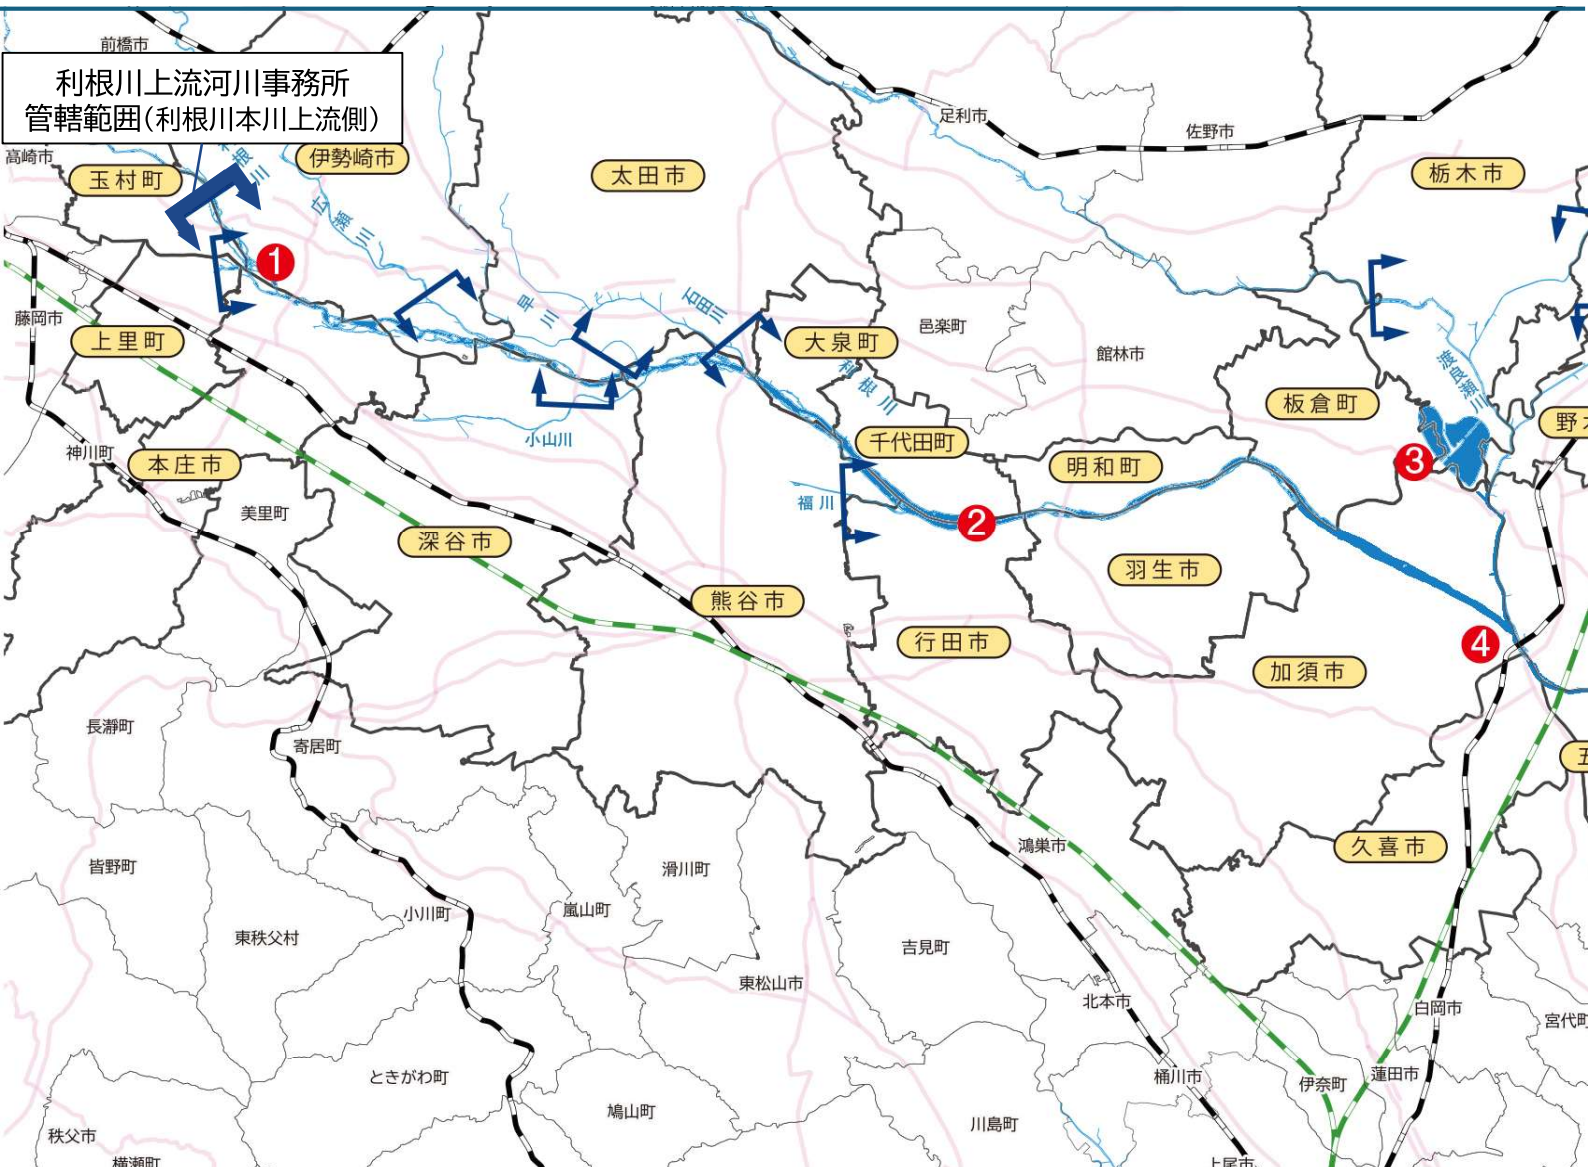 前橋市
利根川上流河川事務所
管轄範囲(利根川本川上流側)
足利市
佐野市
高崎市
伊勢崎市
玉村町
太田市
栃木市
利根川
広瀬川
早川
石田川
藤岡市
上里町
大泉町
邑楽町
館林市
渡良瀬川
利根川
板倉町
小山川
千代田町
神川町
本庄市
明和町
福川
美里町
深谷市
羽生市
熊谷市
行田市
加須市
長瀞町
寄居町
鴻巣市
久喜市
皆野町
滑川町
小川町
嵐山町
東秩父村
吉見町
東松山市
北本市
白岡市
宮代町
ときがわ町
桶川市
伊奈町
蓮田市
鳩山町
川島町
秩父市
横瀬町
上尾市
1
2
3
4